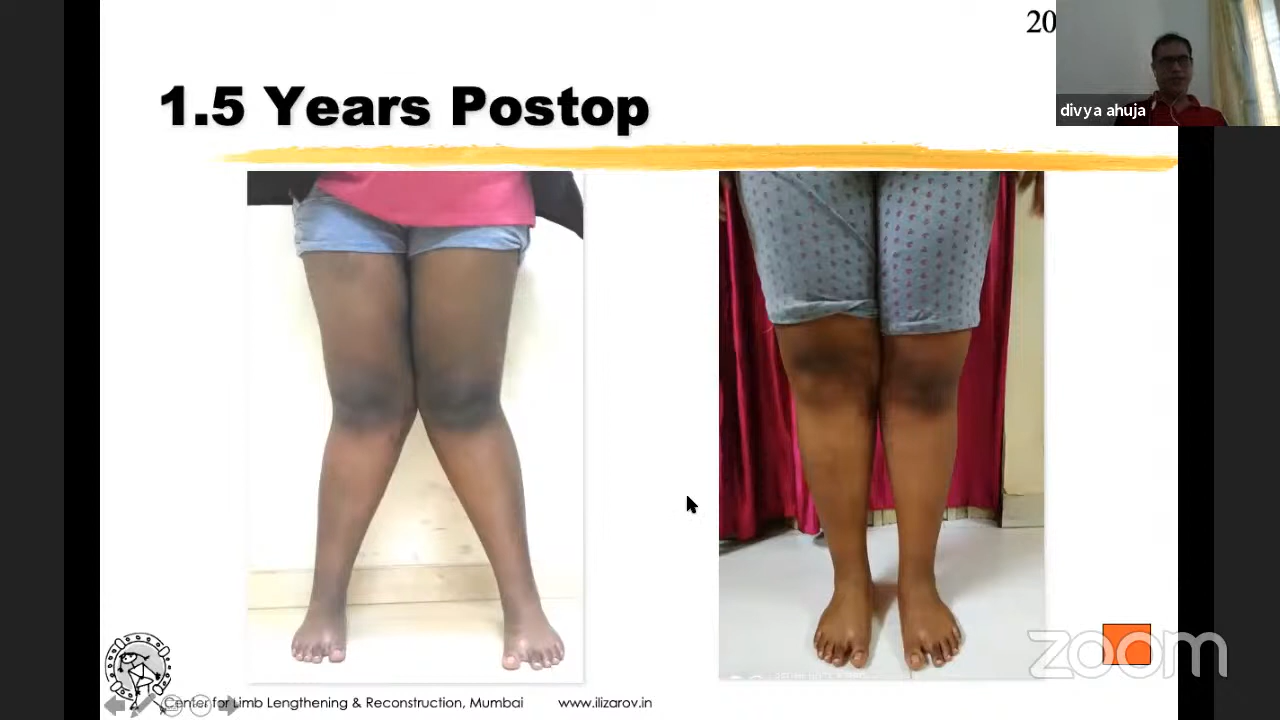 20
divya ahuja
1.5 Years Postop
zoom
Center for Limb Lengthening & Reconstruction, Mumbai www.ilizarov.in